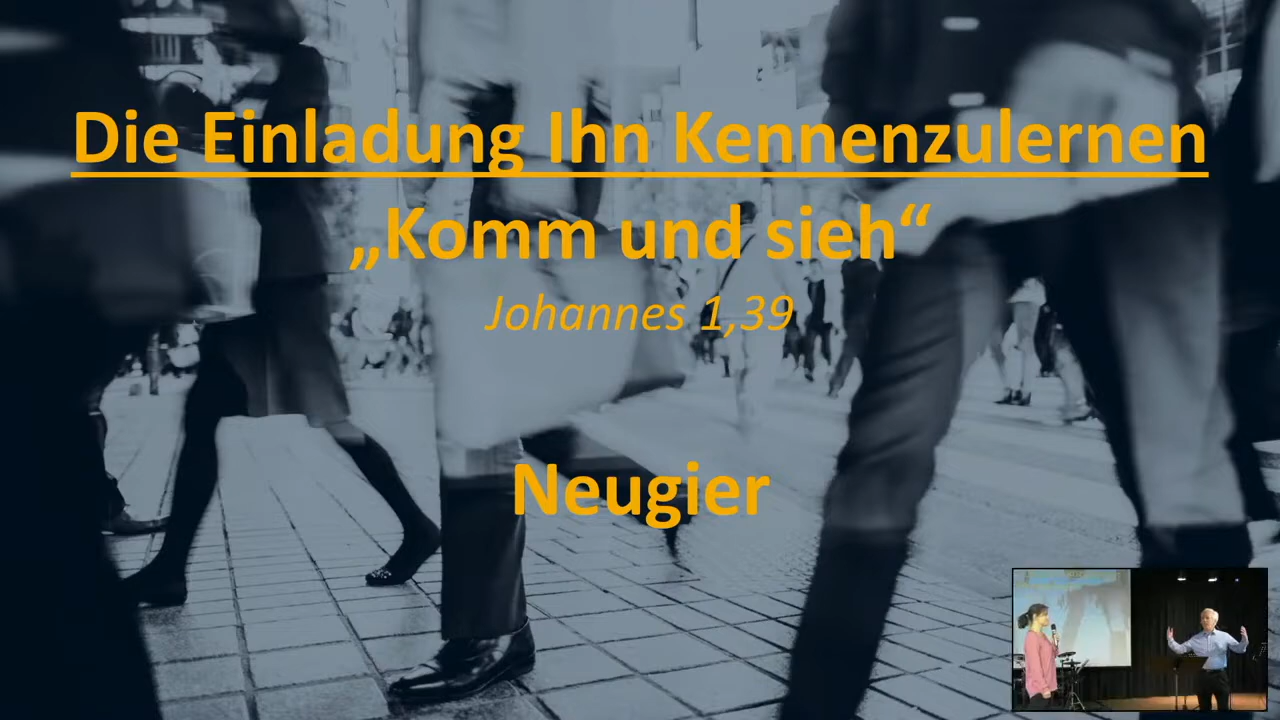 Die Einladung Ihn Kennenzulernen
„Komm und sieh“
Johannes 1,39
Neugier